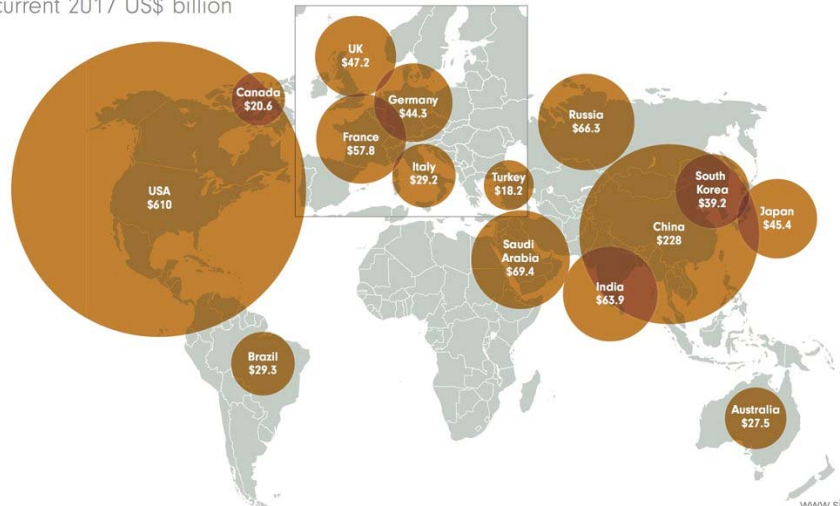 current 2017 US$ billion
UK
$47.2
Canada
$20.6
Germany
$44.3
France
$57.8
Italy
$29.2
Turkey
$18.2
Russia
$66.3
USA
$610
South
Korea
$39.2
Japan
$45.4
China
$228
Saudi
Arabia
$69.4
India
$63.9
Brazil
$29.3
Australia
$27.5
www.si